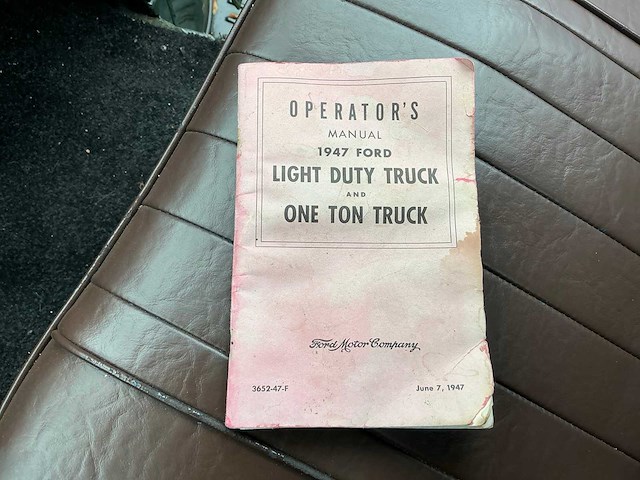 OPERATOR'S
MANUAL
1947 FORD
LIGHT DUTY TRUCK
AND
ONE TON TRUCK
Ford Motor Company
3652-47-F June 7, 1947